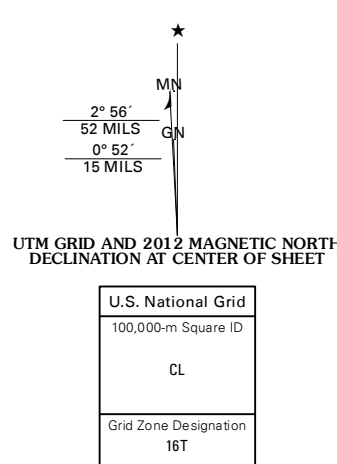 ★
MN
2° 56´
52 MILS
GN
0° 52´
15 MILS
UTM GRID AND 2012 MAGNETIC NORTH
DECLINATION AT CENTER OF SHEET
U.S. National Grid
100,000-m Square ID
CL
Grid Zone Designation
16T